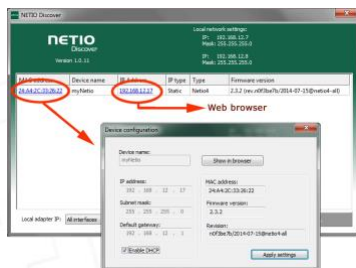 NETIO Discover
NETIO
Discover
Version 1.0.11
Local network settings:
IP: 192.168.12.7
Mask: 255.255.255.0
IP: 192.168.12.8
Mask: 255.255.255.0
MAC address Device name IP Address IP type Type Firmware version
24:A4:2C:33:26:22 myNetio 192.168.12.17 Static Netio4 2.3.2 (rev.n0f3be7b/2014-07-15@netio4-all)
Web browser
Device configuration
Device name:
myNetio
Show in browser
IP address:
192 . 168 . 12 . 17
MAC address:
24:A4:2C:33:26:22
Subnet mask:
255 . 255 . 255 . 0
Firmware version:
2.3.2
Default gateway:
192 . 168 . 12 . 1
Revision:
n0f3be7b/2014-07-15@netio4-all
Enable DHCP
Apply settings
Local adapter IP: All interfaces